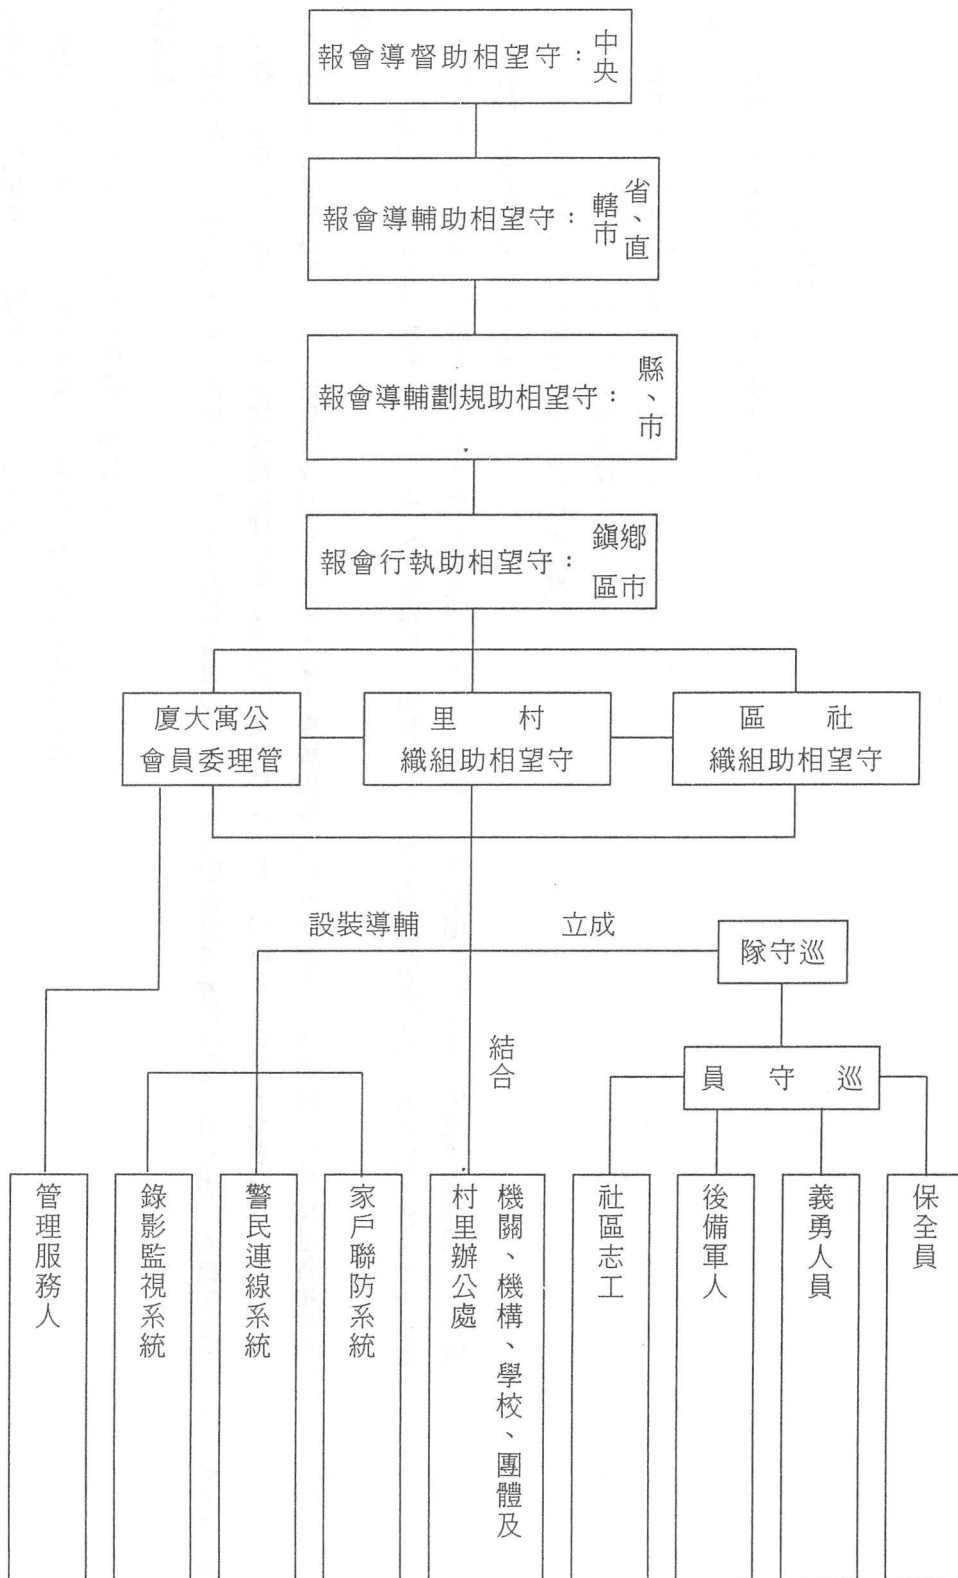 中央：守望相助督導會報
省、直轄市：守望相助輔導會報
縣、市：守望相助規劃輔導會報
鄉鎮市區：守望相助執行會報
社區
守望相助組織
村里
守望相助組織
公寓大廈
管理委員會
成立
輔導裝設
巡守隊
結合
巡守員
保全員
義勇人員
後備軍人
社區志工
機關、機構、學校、團體及
村里辦公處
家戶聯防系統
警民連線系統
錄影監視系統
管理服務人